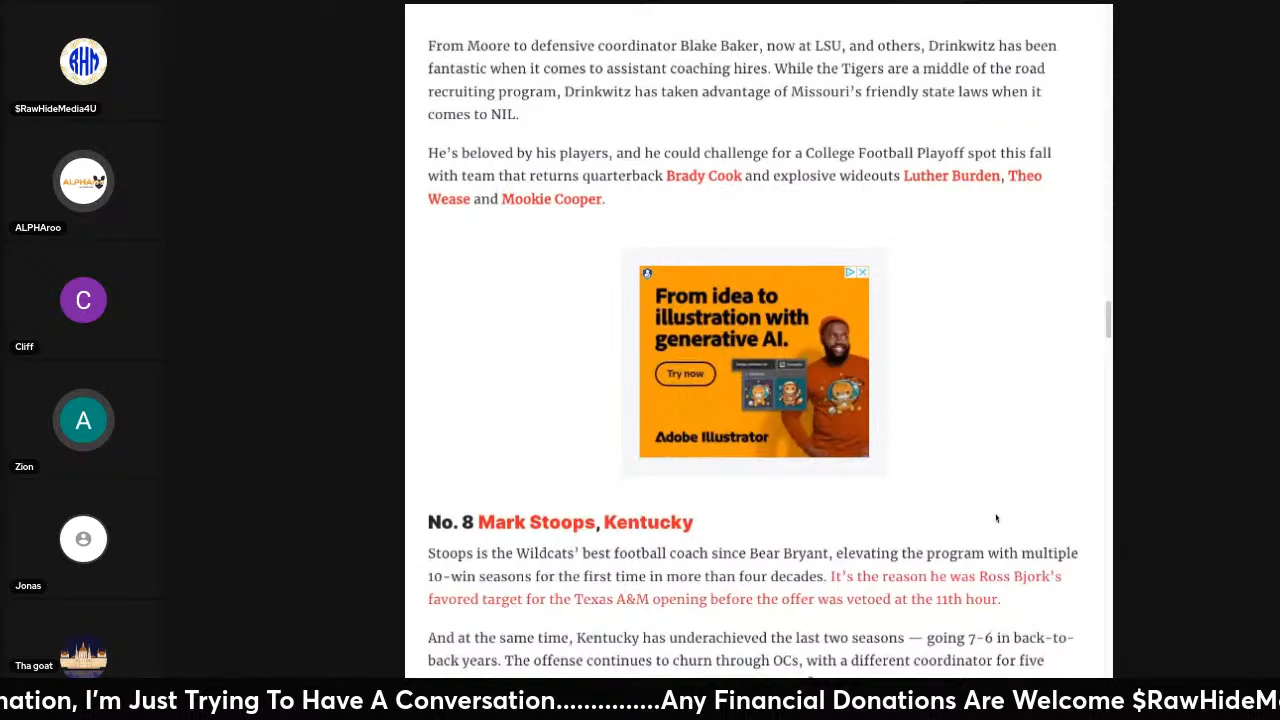 RHM
$RawHideMedia4U
ALPHAroo
ALPHAroo
C
Cliff
A
Zion
Jonas
Tha goat
From Moore to defensive coordinator Blake Baker, now at LSU, and others, Drinkwitz has been
fantastic when it comes to assistant coaching hires. While the Tigers are a middle of the road
recruiting program, Drinkwitz has taken advantage of Missouri’s friendly state laws when it
comes to NIL.
He’s beloved by his players, and he could challenge for a College Football Playoff spot this fall
with team that returns quarterback Brady Cook and explosive wideouts Luther Burden, Theo
Wease and Mookie Cooper.
From idea to
illustration with
generative AI.
Try now
Adobe Illustrator
No. 8 Mark Stoops, Kentucky
Stoops is the Wildcats’ best football coach since Bear Bryant, elevating the program with multiple
10-win seasons for the first time in more than four decades. It’s the reason he was Ross Bjork’s
favored target for the Texas A&M opening before the offer was vetoed at the 11th hour.
And at the same time, Kentucky has underachieved the last two seasons — going 7-6 in back-to-
back years. The offense continues to churn through OCs, with a different coordinator for five
nation, I’m Just Trying To Have A Conversation...............Any Financial Donations Are Welcome $RawHideM